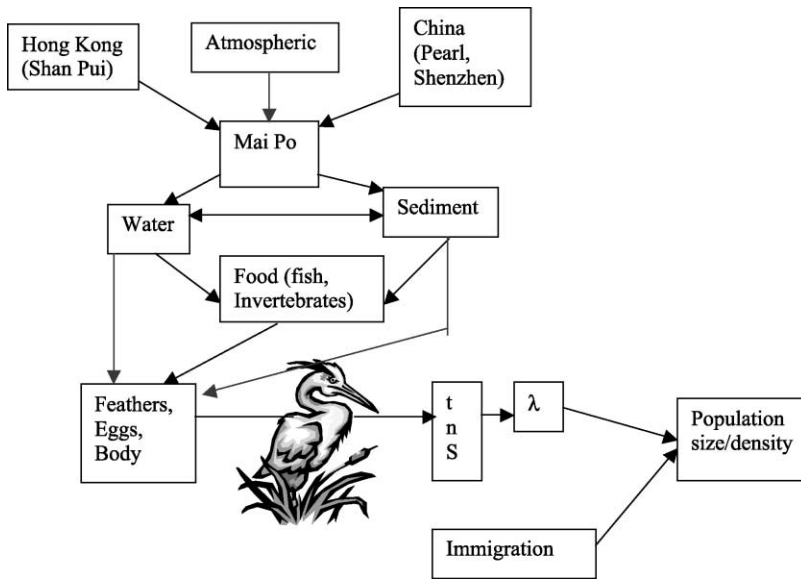 Hong Kong
(Shan Pui)
Atmospheric
China
(Pearl,
Shenzhen)
Mai Po
Water
Sediment
Food (fish,
Invertebrates)
Feathers,
Eggs,
Body
t
n
S
λ
Population
size/density
Immigration